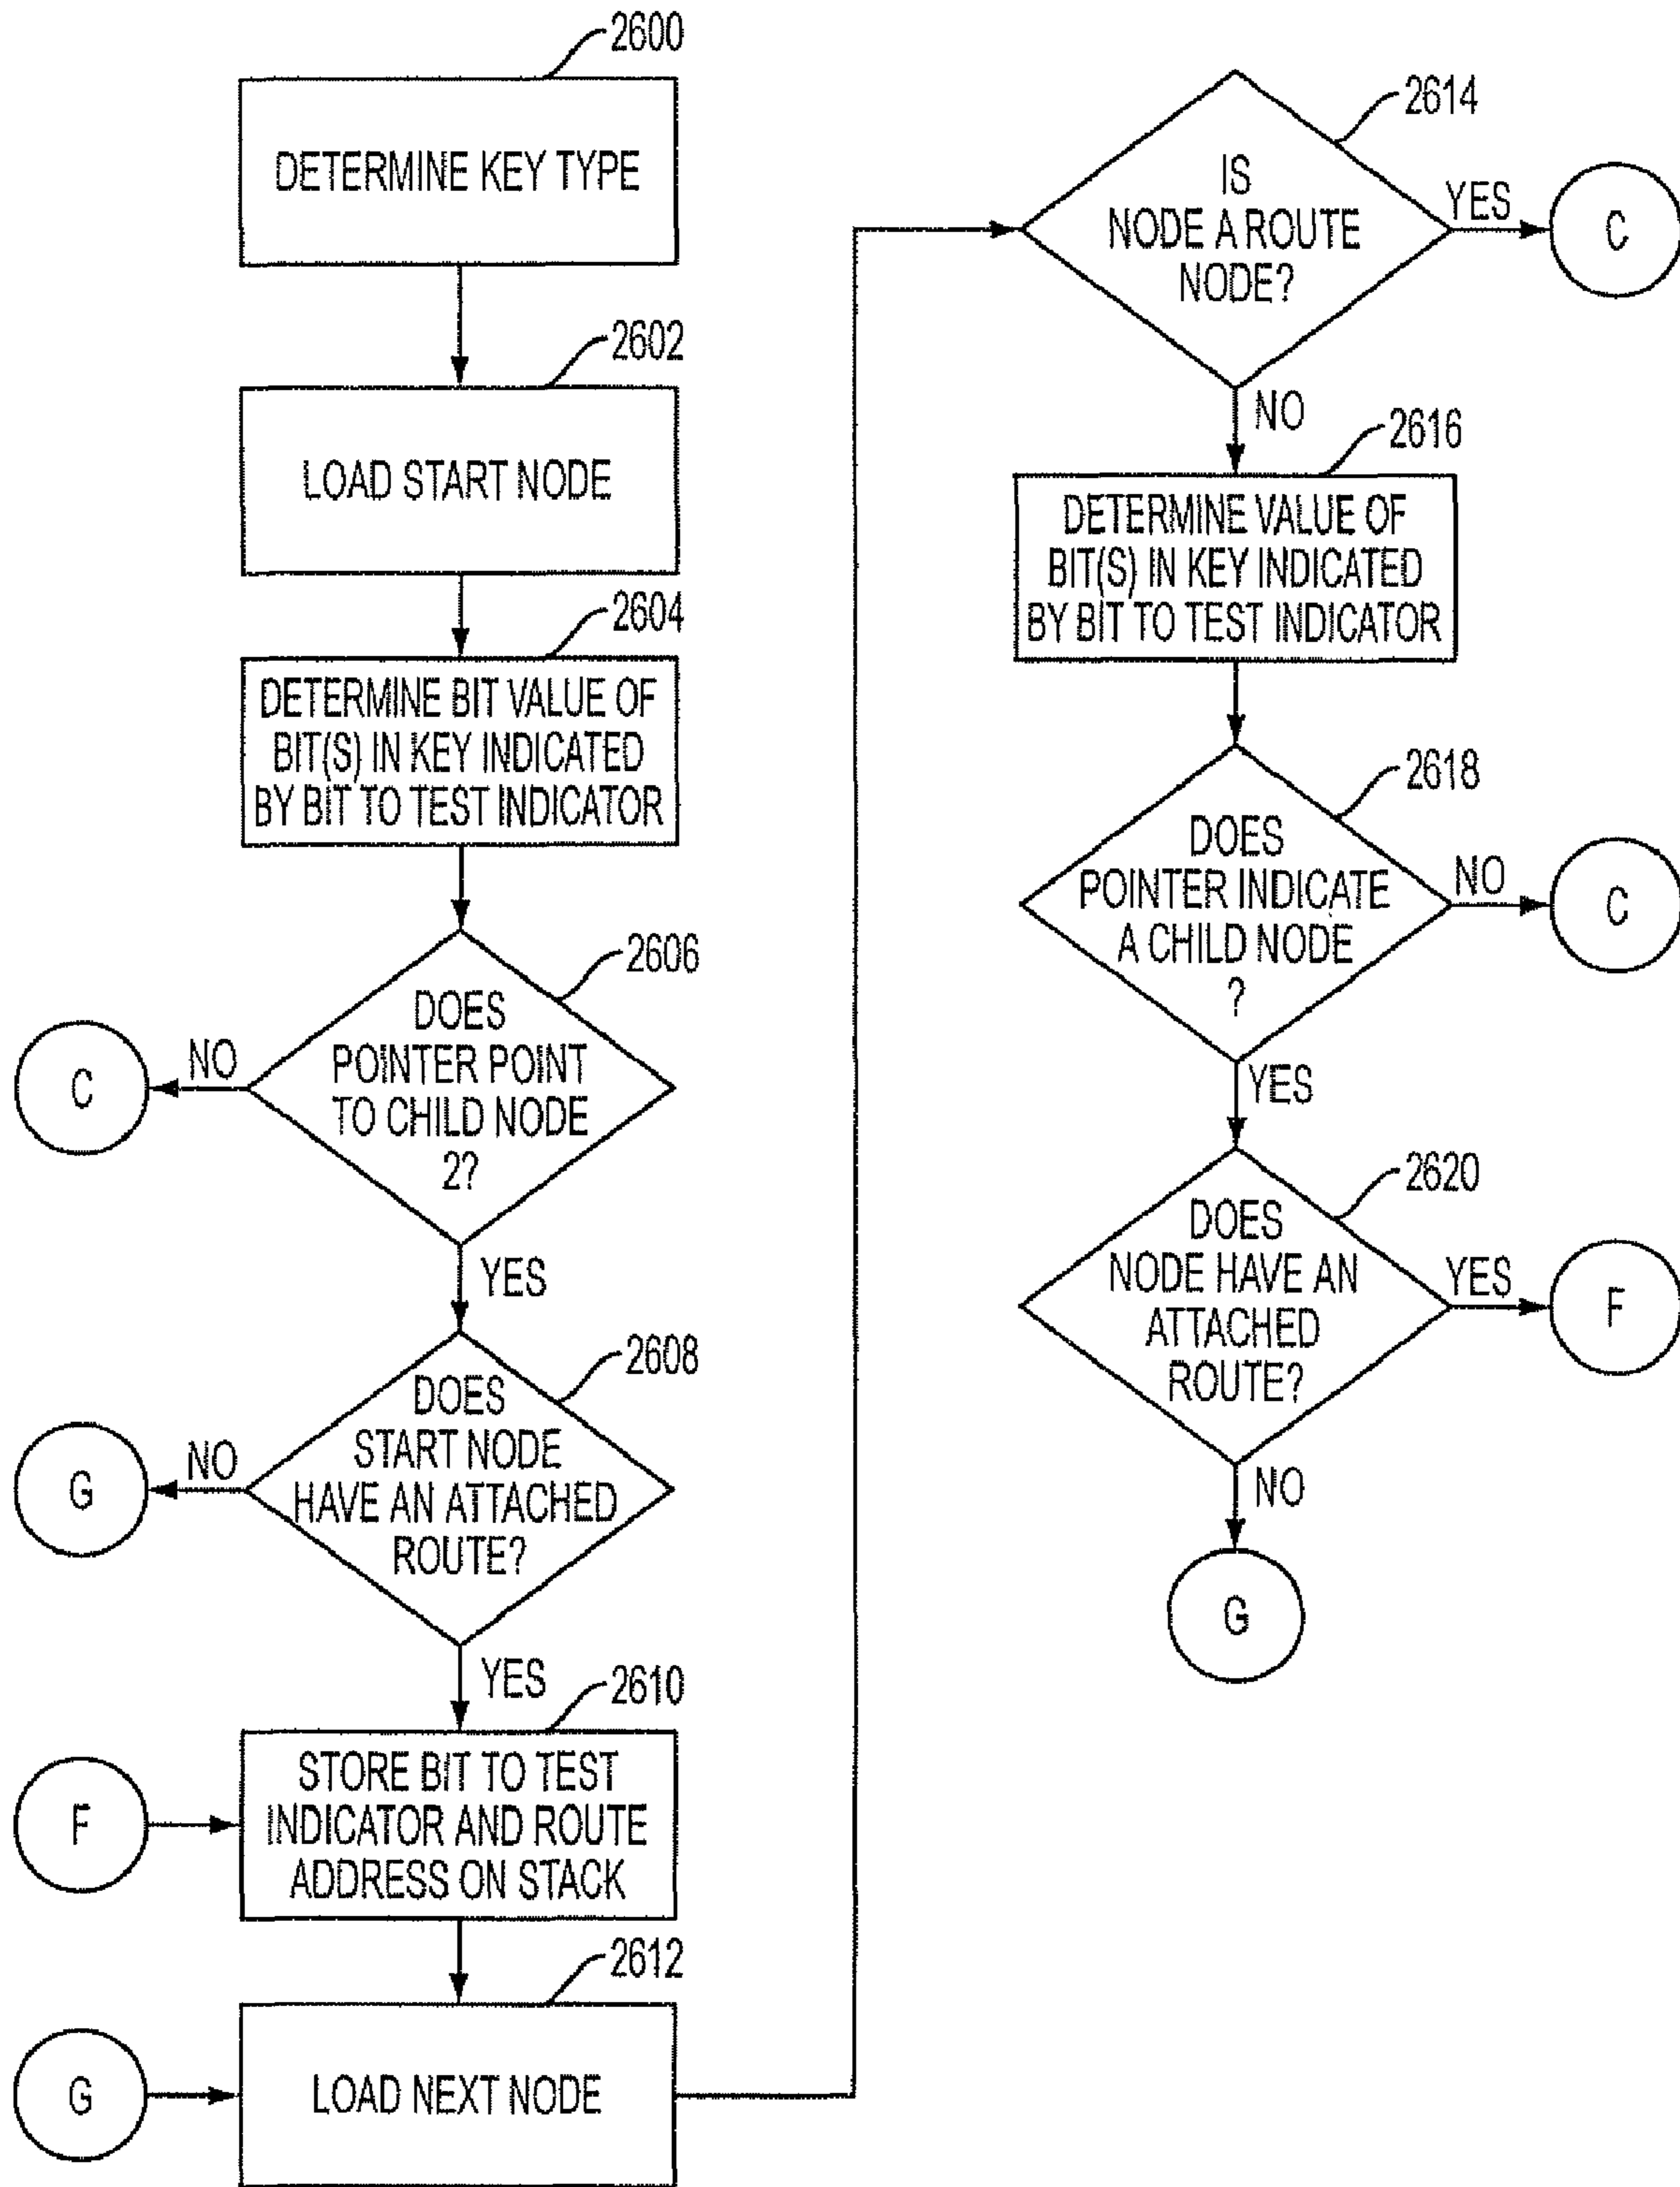 2600
DETERMINE KEY TYPE
2602
LOAD START NODE
2604
DETERMINE BIT VALUE OF
BIT(S) IN KEY INDICATED
BY BIT TO TEST INDICATOR
2606
DOES
POINTER POINT
TO CHILD NODE
2?
NO
C
YES
2608
DOES
START NODE
HAVE AN ATTACHED
ROUTE?
NO
G
YES
2610
F
STORE BIT TO TEST
INDICATOR AND ROUTE
ADDRESS ON STACK
2612
G
LOAD NEXT NODE
2614
IS
NODE A ROUTE
NODE?
YES
C
NO
2616
DETERMINE VALUE OF
BIT(S) IN KEY INDICATED
BY BIT TO TEST INDICATOR
2618
DOES
POINTER INDICATE
A CHILD NODE
?
NO
C
YES
2620
DOES
NODE HAVE AN
ATTACHED
ROUTE?
YES
F
NO
G